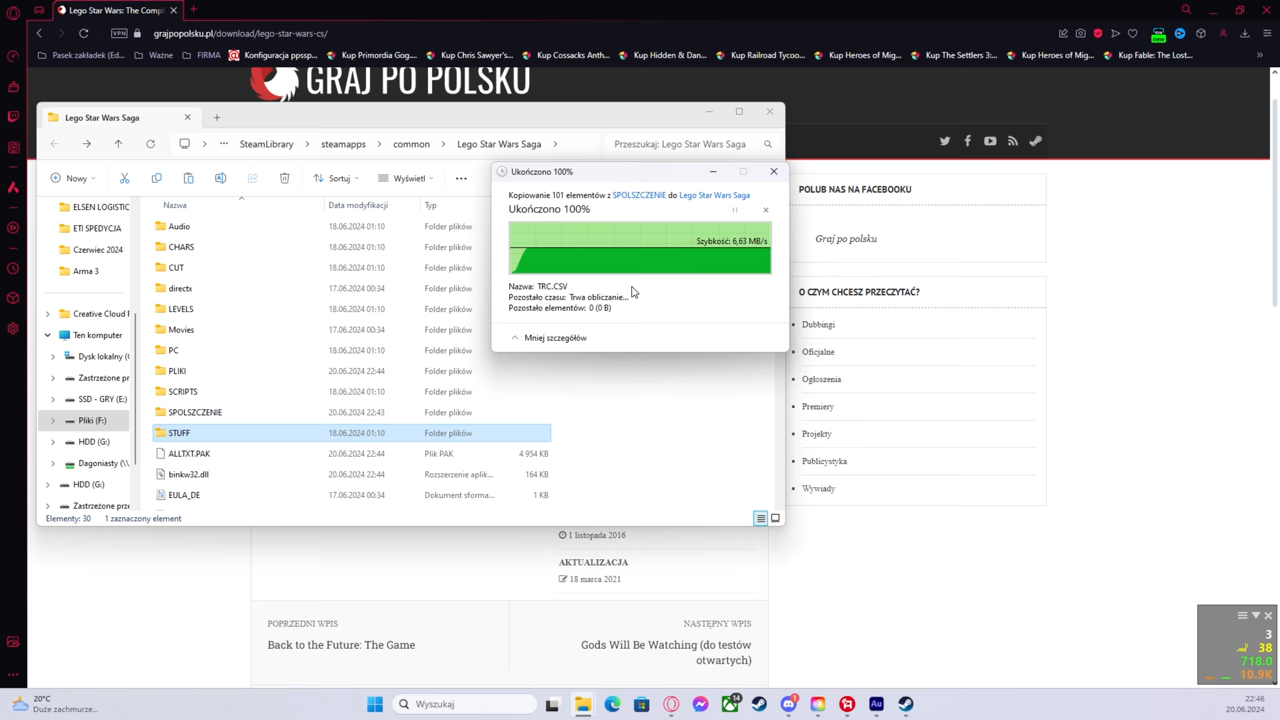 Lego Star Wars: The Compl
VPN
grajpopolsku.pl/download/lego-star-wars-cs/
Pasek zakładek (Ed...
Ważne
FIRMA
Konfiguracja ppssp...
Kup Primordia Gog...
Kup Chris Sawyer's...
Kup Cossacks Anth...
Kup Hidden & Dan...
Kup Railroad Tycoo...
Kup Heroes of Mig...
Kup The Settlers 3:...
Kup Heroes of Mig...
Kup Fable: The Lost...
GRAJ PO POLSKU
Lego Star Wars Saga
SteamLibrary
steamapps
common
Lego Star Wars Saga
Przeszukaj: Lego Star Wars Saga
Nowy
Sortuj
Wyświetl
Ukończono 100%
Kopiowanie 101 elementów z SPOLSZCZENIE do Lego Star Wars Saga
Ukończono 100%
Szybkość: 6,63 MB/s
Nazwa: TRC.CSV
Pozostało czasu: Trwa obliczanie...
Pozostało elementów: 0 (0 B)
Mniej szczegółów
ELSEN LOGISTIC
ETI SPEDYCJA
Czerwiec 2024
Arma 3
Creative Cloud F
Ten komputer
Dysk lokalny (
Zastrzeżone pr
SSD - GRY (E:)
Pliki (F:)
HDD (G:)
Dagoniasty (\\
HDD (G:)
Zastrzeżone prze
Nazwa
Data modyfikacji
Typ
Audio 18.06.2024 01:10 Folder plików
CHARS 18.06.2024 01:10 Folder plików
CUT 18.06.2024 01:10 Folder plików
directx 17.06.2024 00:34 Folder plików
LEVELS 18.06.2024 01:10 Folder plików
Movies 17.06.2024 00:34 Folder plików
PC 18.06.2024 01:10 Folder plików
PLIKI 20.06.2024 22:44 Folder plików
SCRIPTS 18.06.2024 01:10 Folder plików
SPOLSZCZENIE 20.06.2024 22:43 Folder plików
STUFF 18.06.2024 01:10 Folder plików
ALLTXT.PAK 20.06.2024 22:44 Plik PAK 4 954 KB
binkw32.dll 20.06.2024 22:44 Rozszerzenie aplik... 164 KB
EULA_DE 17.06.2024 00:34 Dokument sforma... 1 KB
Elementy: 30
1 zaznaczony element
POLUB NAS NA FACEBOOKU
Graj po polsku
O CZYM CHCESZ PRZECZYTAĆ?
Dubbingi
Oficjalne
Ogłoszenia
Premiery
Projekty
Publicystyka
Wywiady
1 listopada 2016
AKTUALIZACJA
18 marca 2021
POPRZEDNI WPIS
Back to the Future: The Game
NASTĘPNY WPIS
Gods Will Be Watching (do testów
otwartych)
3
38
718.0
10.9K
20°C
Duże zachmurze...
Wyszukaj
14
1
22:46
20.06.2024